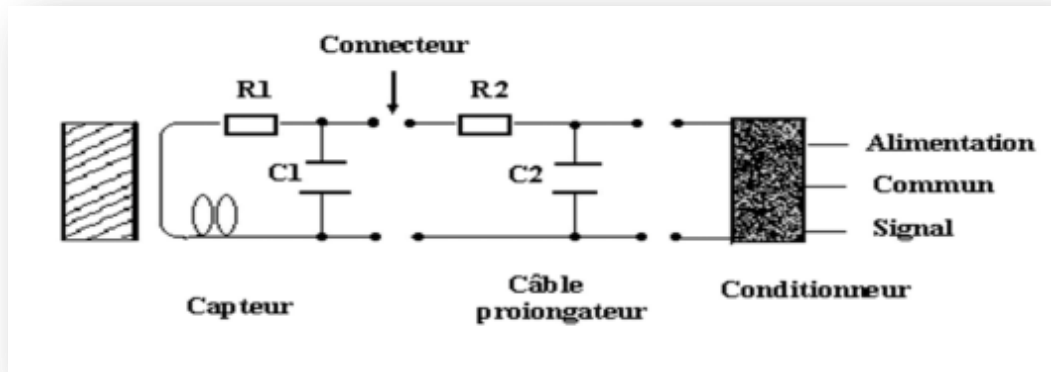 Connecteur
R1
R2
C1
C2
Alimentation
Commun
Signal
Capteur
Câble
proiongateur
Conditionneur